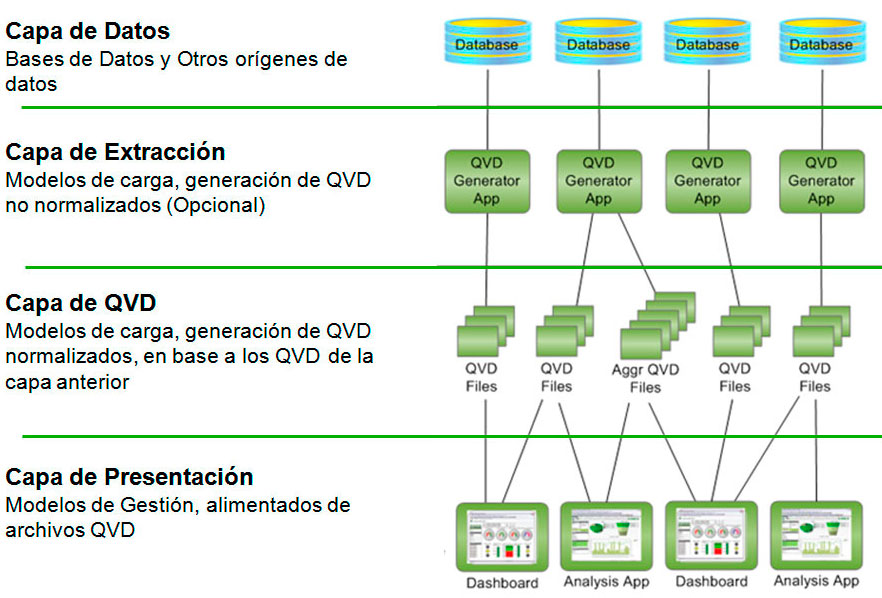 Capa de Datos
Bases de Datos y Otros orígenes de
datos
Database
Database
Database
Database
Capa de Extracción
Modelos de carga, generación de QVD
no normalizados (Opcional)
QVD
Generator
App
QVD
Generator
App
QVD
Generator
App
QVD
Generator
App
Capa de QVD
Modelos de carga, generación de QVD
normalizados, en base a los QVD de la
capa anterior
QVD
Files
QVD
Files
Aggr QVD
Files
QVD
Files
QVD
Files
Capa de Presentación
Modelos de Gestión, alimentados de
archivos QVD
Dashboard
Analysis App
Dashboard
Analysis App